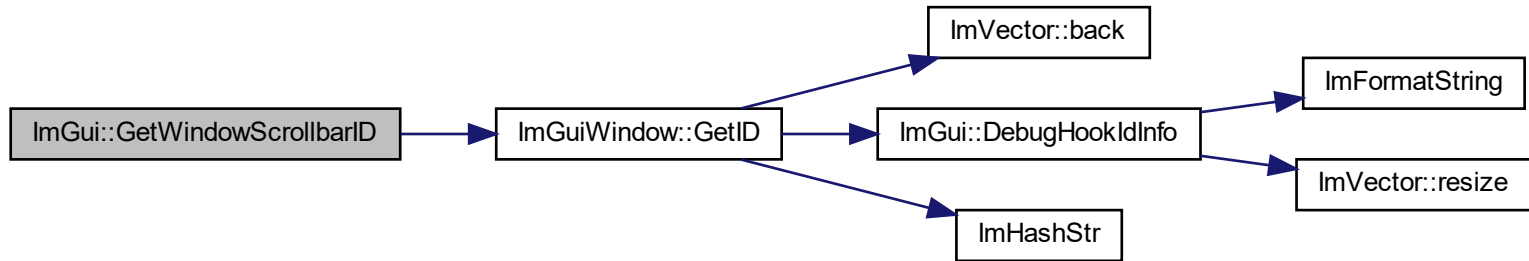 ImGui::GetWindowScrollbarID
ImGuiWindow::GetID
ImVector::back
ImGui::DebugHookIdInfo
ImHashStr
ImFormatString
ImVector::resize